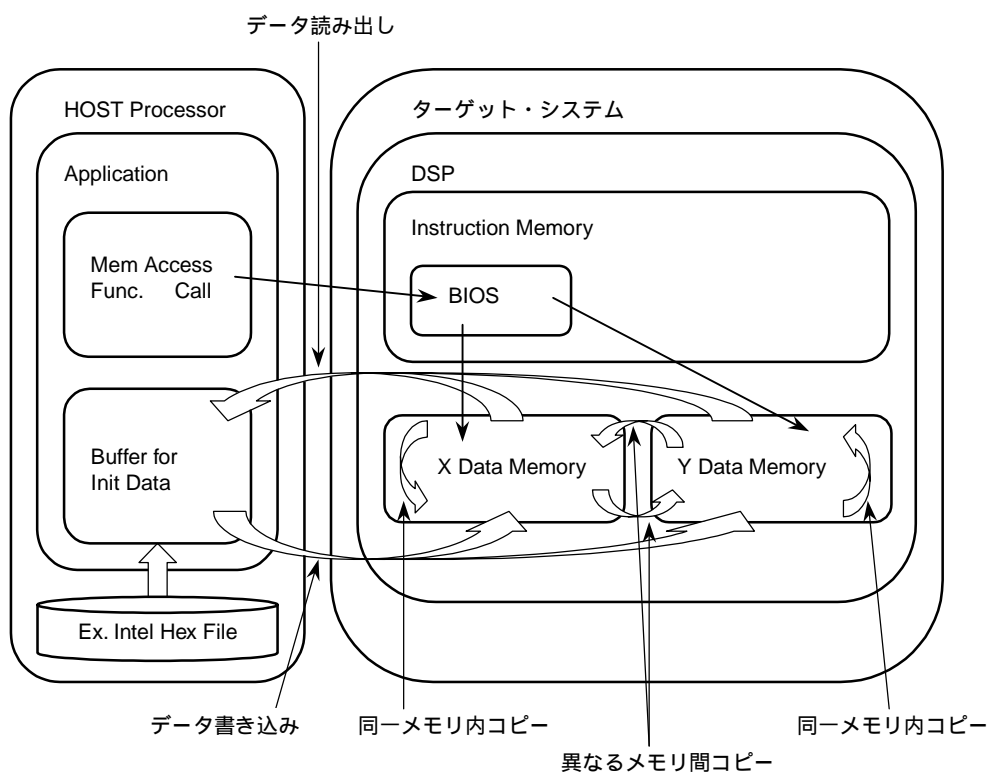 データ読み出し
HOST Processor
ターゲット・システム
Application
DSP
Instruction Memory
Mem Access
Func. Call
BIOS
Buffer for
Init Data
X Data Memory
Y Data Memory
Ex. Intel Hex File
データ書き込み
同一メモリ内コピー
同一メモリ内コピー
異なるメモリ間コピー